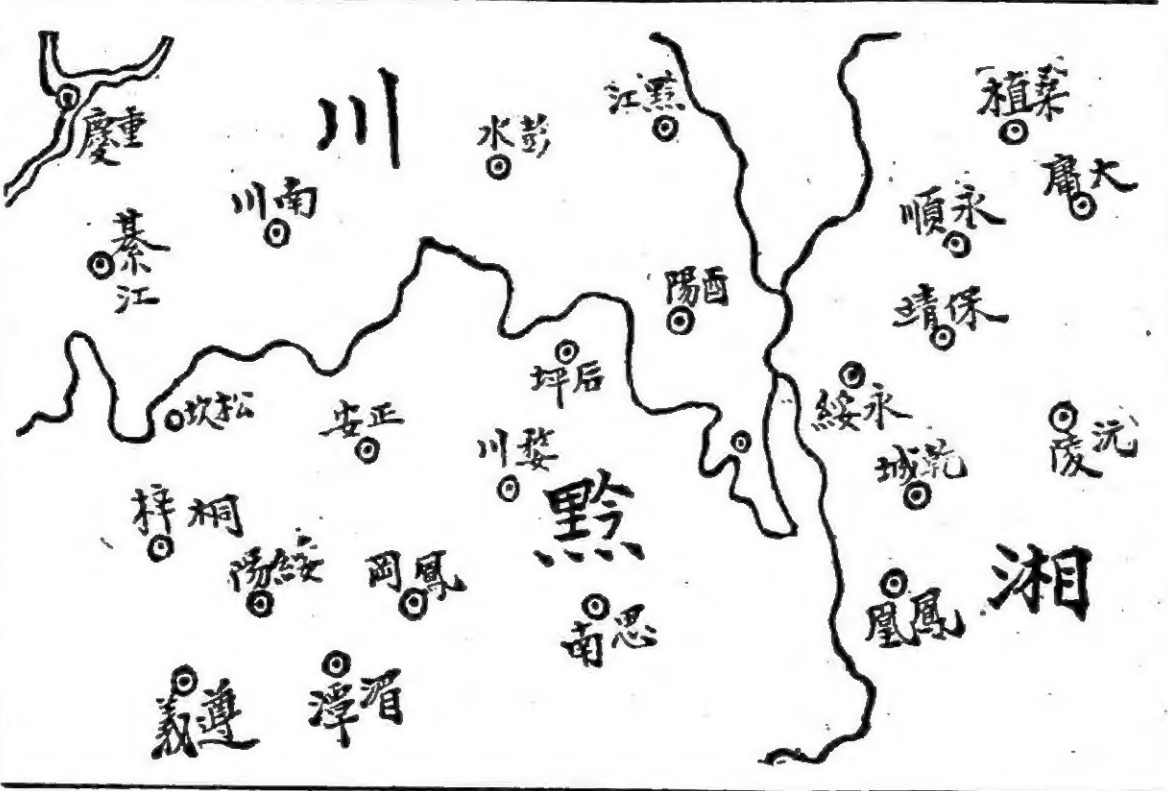 桑植
大庸
永順
保靖
永綏
沅陵
乾城
湘
鳳凰
黔江
彭水
川
南川
重慶
綦江
酉陽
后坪
婺川
正安
松坎
黔
思南
鳳岡
綏陽
桐梓
湄潭
遵義